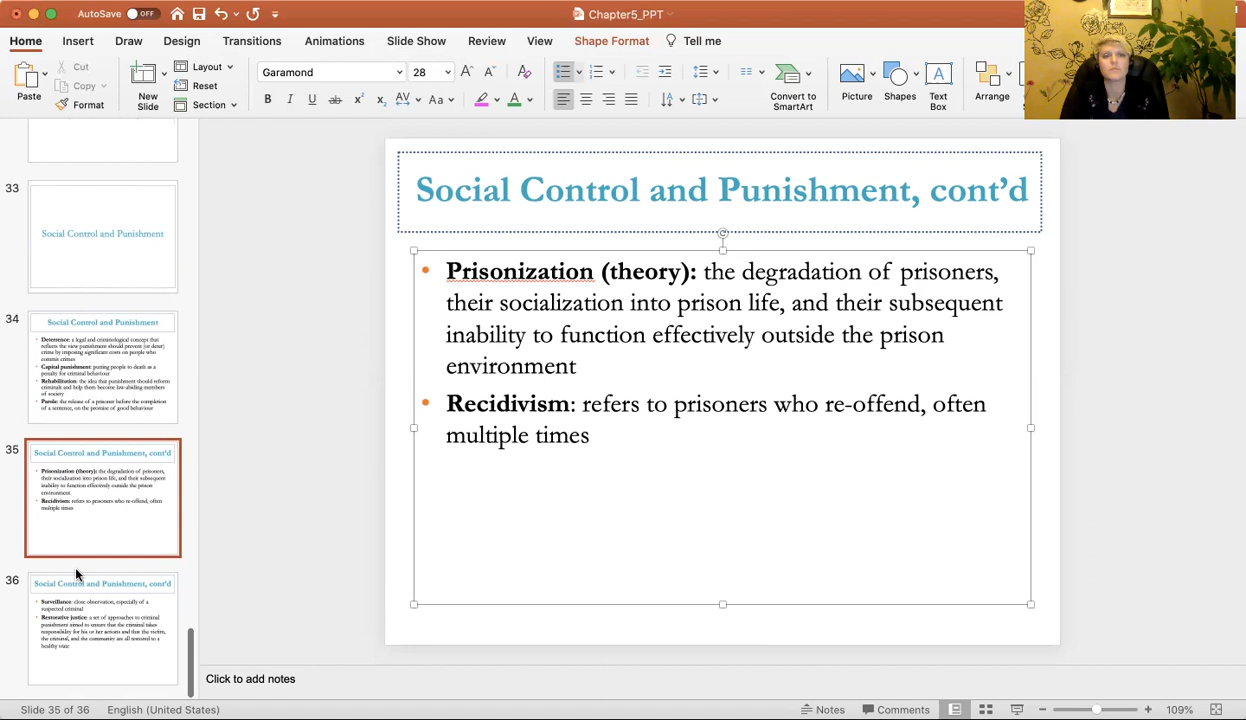 AutoSave OFF
Chapter5_PPT
Home Insert Draw Design Transitions Animations Slide Show Review View Shape Format Tell me
Paste
Cut
Copy
Format
New Slide
Layout
Reset
Section
Garamond
28
Convert to SmartArt
Picture
Shapes
Text Box
Arrange
33
Social Control and Punishment
34
Social Control and Punishment
• Deterrence: a legal and criminological concept that
reflects the view punishment should prevent (or deter)
crime by imposing significant costs on people who
commit crimes
• Capital punishment: putting people to death as a
penalty for criminal behaviour
• Rehabilitation: the idea that punishment should reform
criminals and help them become law-abiding members
of society
• Parole: the release of a prisoner before the completion
of a sentence, on the promise of good behaviour
35
Social Control and Punishment, cont'd
• Prisonization (theory): the degradation of prisoners,
their socialization into prison life, and their subsequent
inability to function effectively outside the prison
environment
• Recidivism: refers to prisoners who re-offend, often
multiple times
36
Social Control and Punishment, cont'd
• Surveillance: close observation, especially of a
suspected criminal
• Restorative justice: a set of approaches to criminal
punishment aimed to ensure that the criminal takes
responsibility for his or her actions and that the victim,
the criminal, and the community are all restored to a
healthy state
Social Control and Punishment, cont’d
• Prisonization (theory): the degradation of prisoners,
their socialization into prison life, and their subsequent
inability to function effectively outside the prison
environment
• Recidivism: refers to prisoners who re-offend, often
multiple times
Click to add notes
Slide 35 of 36 English (United States) Notes Comments 109%